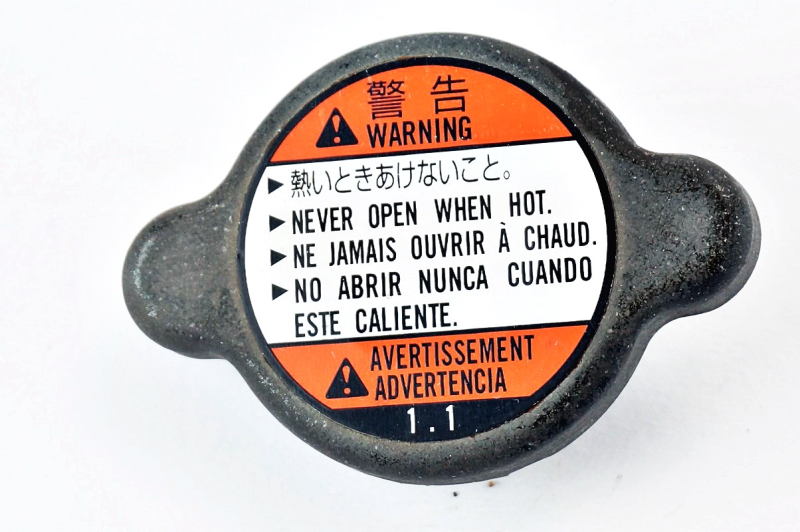 警告
WARNING
▶ 熱いときあけないこと。
▶ NEVER OPEN WHEN HOT.
▶ NE JAMAIS OUVRIR À CHAUD.
▶ NO ABRIR NUNCA CUANDO
ESTE CALIENTE.
AVERTISSEMENT
ADVERTENCIA
1.1